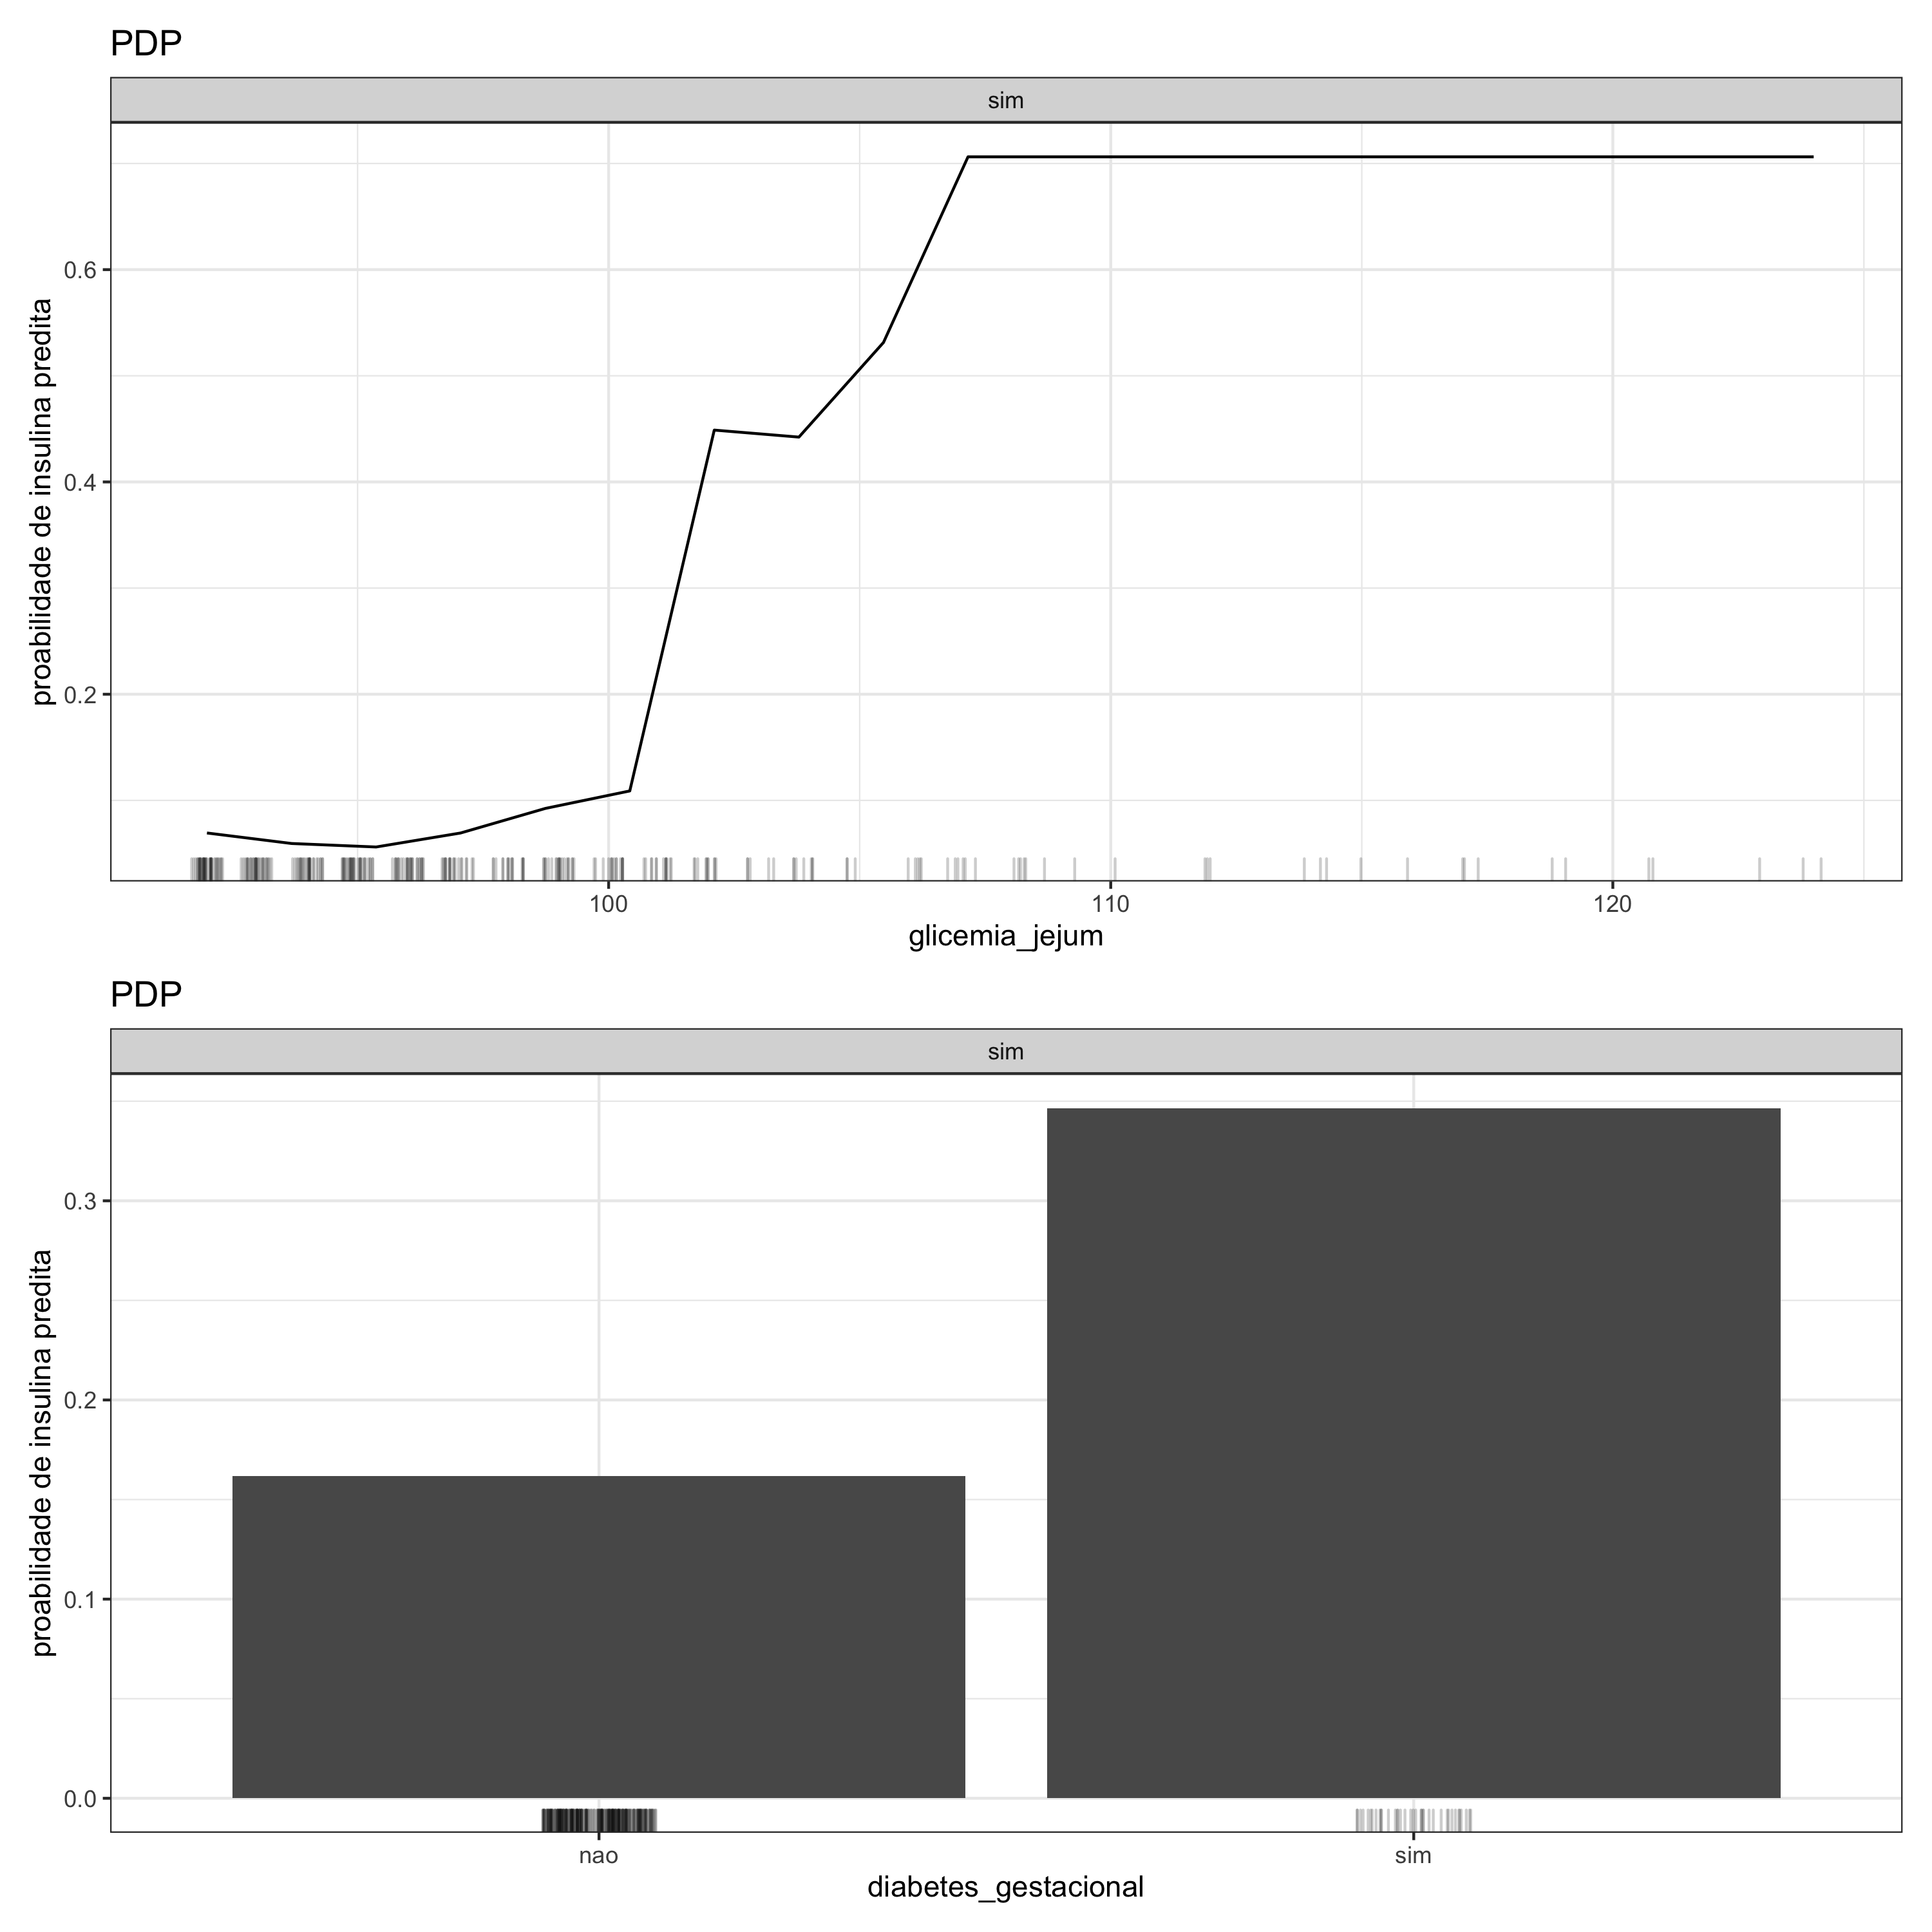 PDP
sim
proabilidade de insulina predita
0.6
0.4
0.2
100 110 120
glicemia_jejum
PDP
sim
proabilidade de insulina predita
0.3
0.2
0.1
0.0
nao sim
diabetes_gestacional